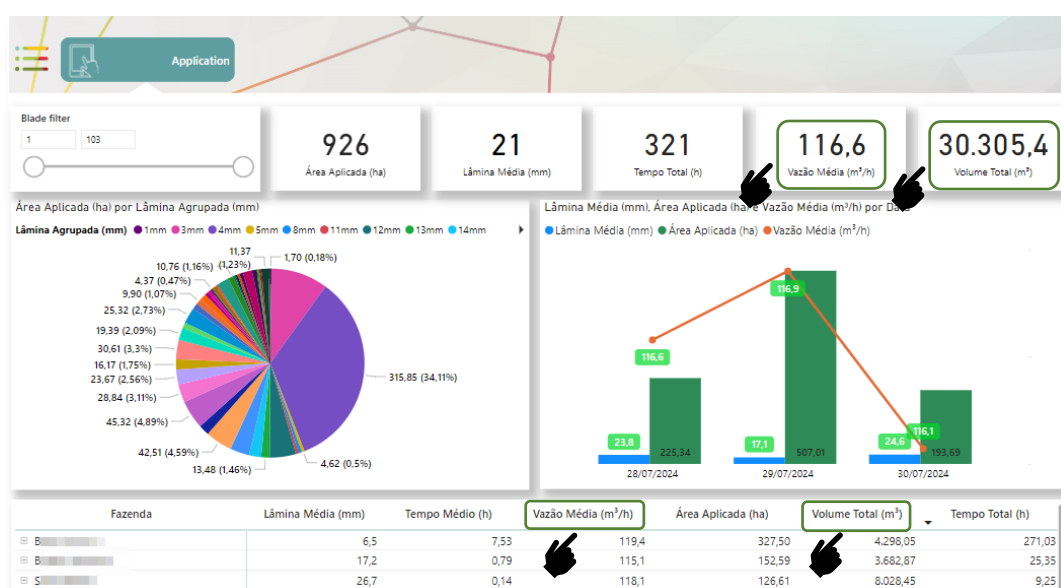 Application
Blade filter
1 103
926
Área Aplicada (ha)
21
Lâmina Média (mm)
321
Tempo Total (h)
116,6
Vazão Média (m³/h)
30.305,4
Volume Total (m³)
Área Aplicada (ha) por Lâmina Agrupada (mm)
Lâmina Agrupada (mm) 1mm 3mm 4mm 5mm 8mm 11mm 12mm 13mm 14mm
11,37
(1,23%)
1,70 (0,18%)
10,76 (1,16%)
4,37 (0,47%)
9,90 (1,07%)
25,32 (2,73%)
19,39 (2,09%)
30,61 (3,3%)
16,17 (1,75%)
23,67 (2,56%)
28,84 (3,11%)
45,32 (4,89%)
42,51 (4,59%)
13,48 (1,46%)
4,62 (0,5%)
315,85 (34,11%)
Lâmina Média (mm), Área Aplicada (ha) e Vazão Média (m³/h) por Data
Lâmina Média (mm) Área Aplicada (ha) Vazão Média (m³/h)
116,9
116,6
116,1
23,8
225,34
17,1
507,01
24,6
193,69
28/07/2024 29/07/2024 30/07/2024
Fazenda Lâmina Média (mm) Tempo Médio (h) Vazão Média (m³/h) Área Aplicada (ha) Volume Total (m³) Tempo Total (h)
B 6,5 7,53 119,4 327,50 4.298,05 271,03
B 17,2 0,79 115,1 152,59 3.682,87 25,35
S 26,7 0,14 118,1 126,61 8.028,45 9,25